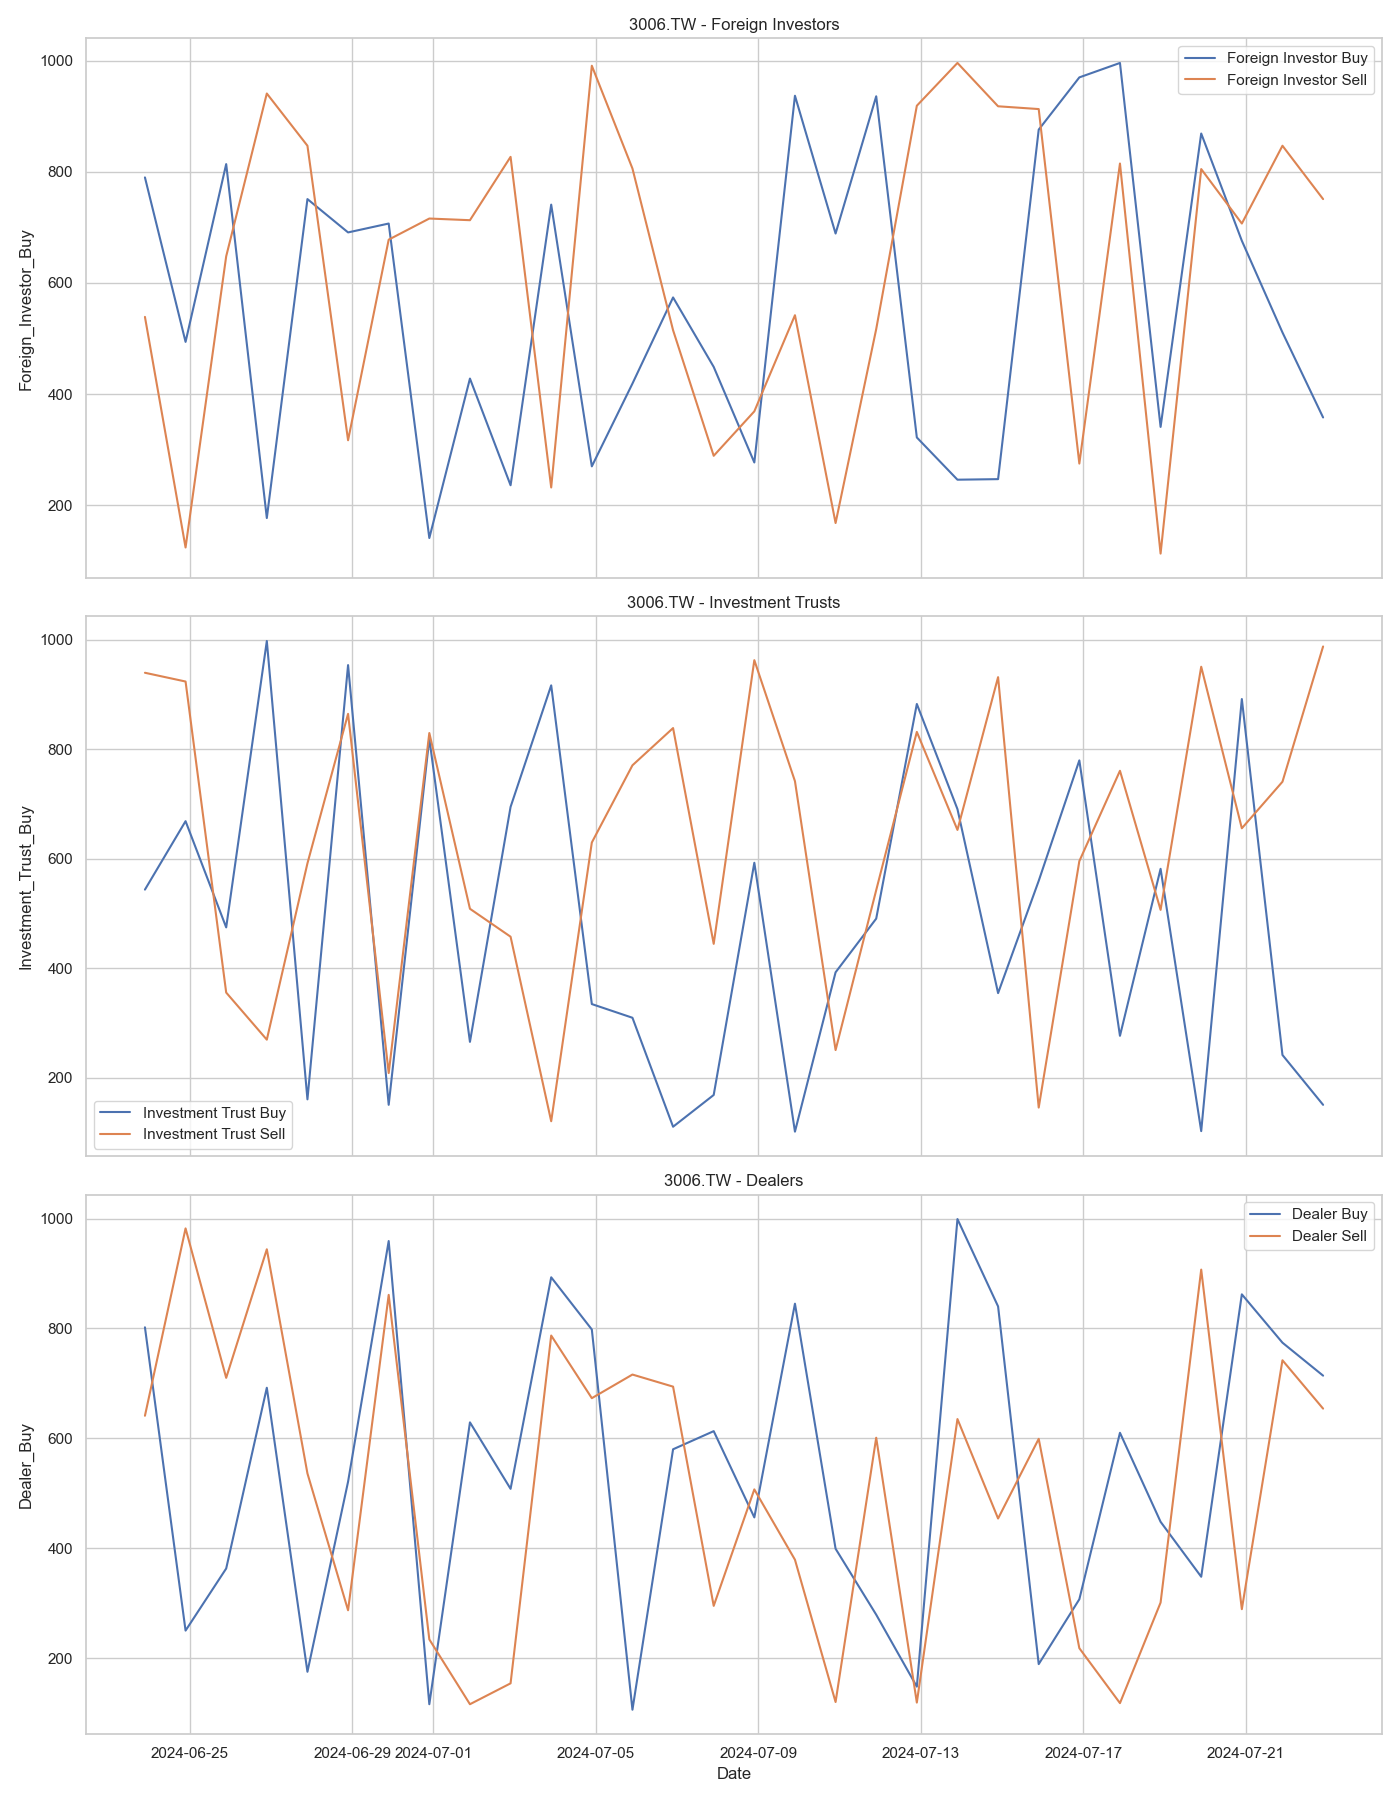 3006.TW - Foreign Investors
Foreign Investor Buy
Foreign Investor Sell
Foreign_Investor_Buy
1000
800
600
400
200
3006.TW - Investment Trusts
Investment_Trust_Buy
1000
800
600
400
200
Investment Trust Buy
Investment Trust Sell
3006.TW - Dealers
Dealer Buy
Dealer Sell
Dealer_Buy
1000
800
600
400
200
2024-06-25 2024-06-29 2024-07-01 2024-07-05 2024-07-09 2024-07-13 2024-07-17 2024-07-21
Date